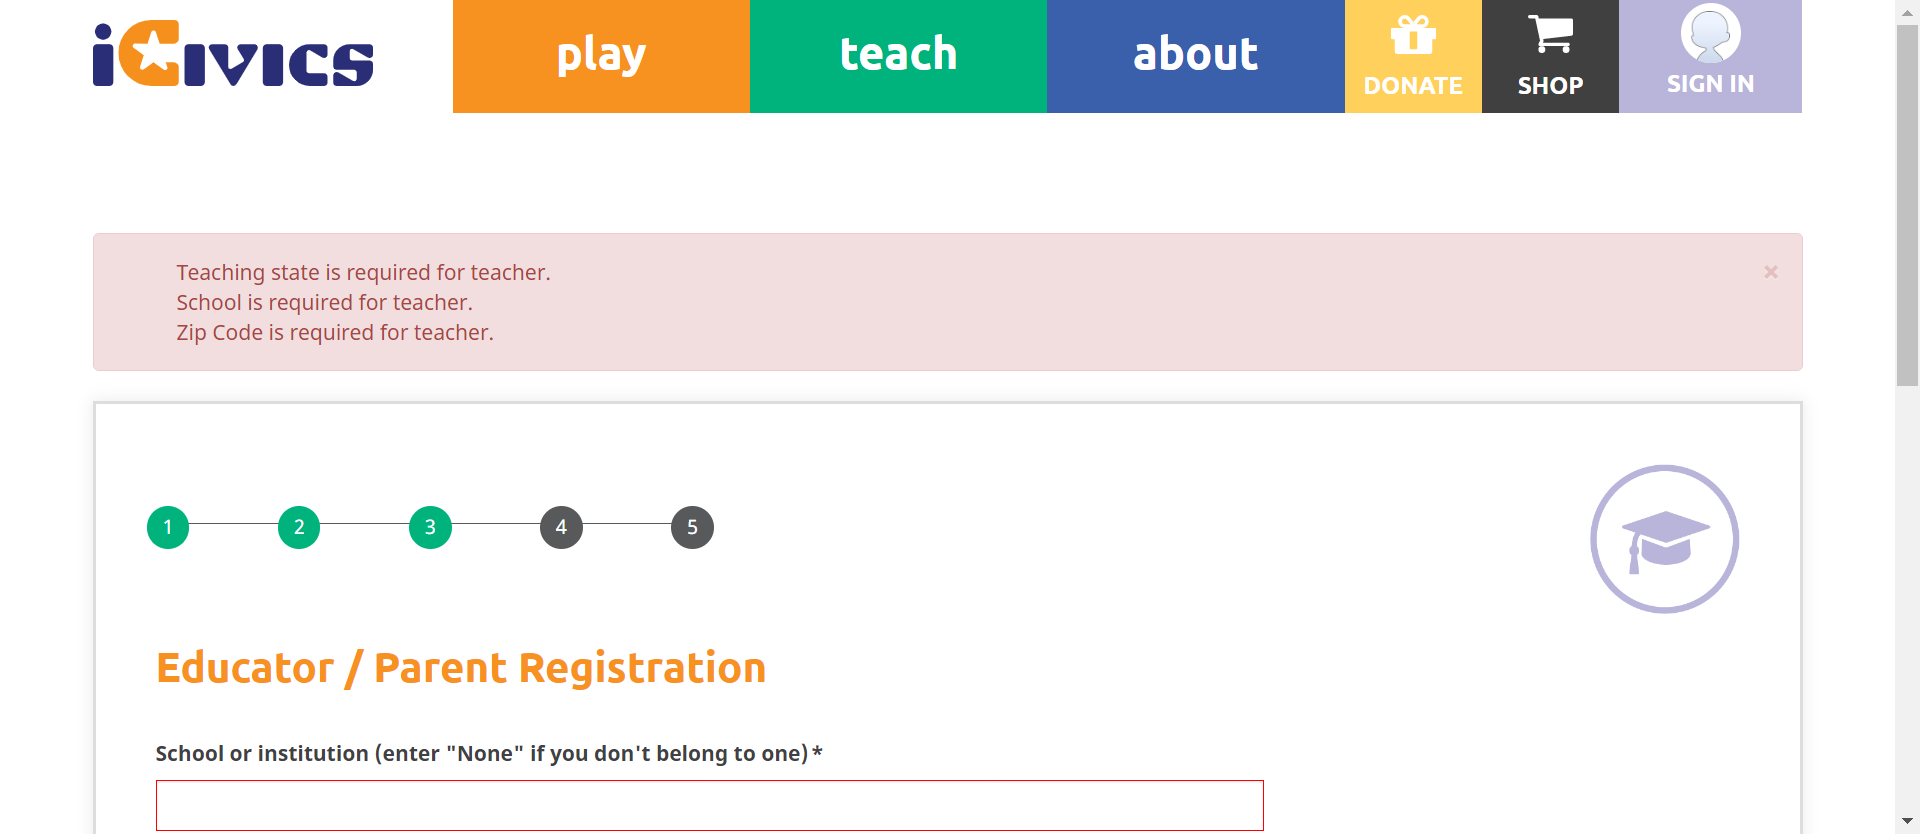 iCivics
play
teach
about
DONATE
SHOP
SIGN IN
Teaching state is required for teacher.
×
School is required for teacher.
Zip Code is required for teacher.
1 2 3 4 5
Educator / Parent Registration
School or institution (enter "None" if you don't belong to one) *